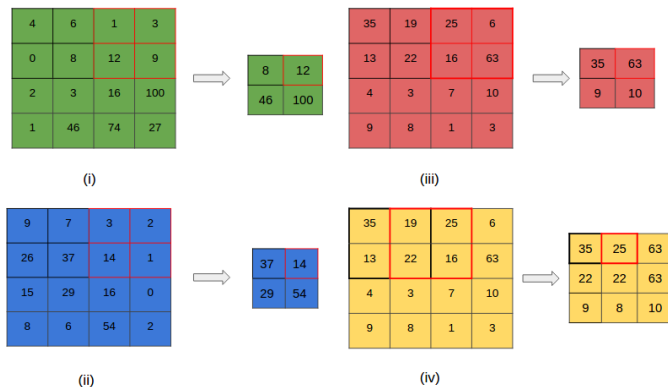 4 6 1 3
0 8 12 9
2 3 16 100
1 46 74 27
8 12
46 100
(i)
35 19 25 6
13 22 16 63
4 3 7 10
9 8 1 3
35 63
9 10
(iii)
9 7 3 2
26 37 14 1
15 29 16 0
8 6 54 2
37 14
29 54
(ii)
35 19 25 6
13 22 16 63
4 3 7 10
9 8 1 3
35 25 63
22 22 63
9 8 10
(iv)